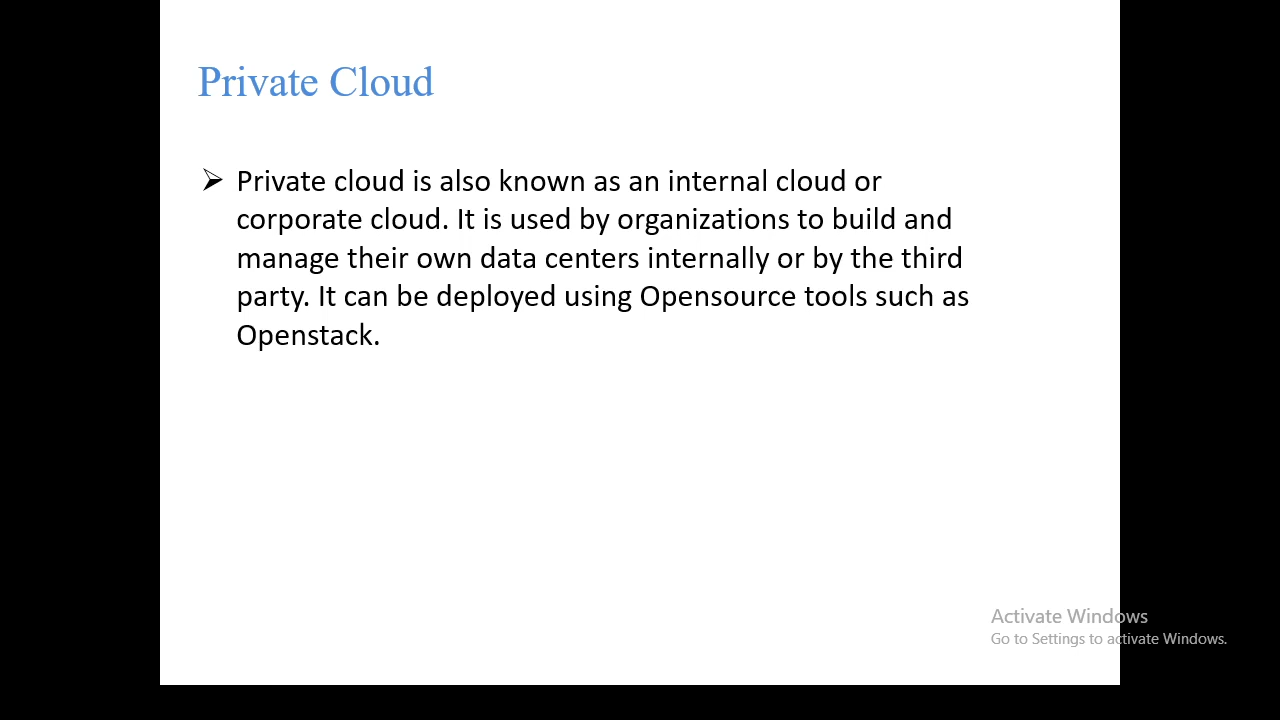 Private Cloud
Private cloud is also known as an internal cloud or
corporate cloud. It is used by organizations to build and
manage their own data centers internally or by the third
party. It can be deployed using Opensource tools such as
Openstack.
Activate Windows
Go to Settings to activate Windows.